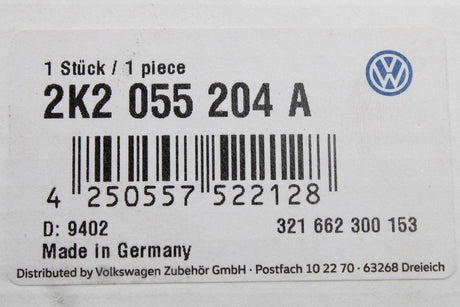 1 Stück / 1 piece
2K2 055 204 A
4 250557 522128
D: 9402 321 662 300 153
Made in Germany
Distributed by Volkswagen Zubehör GmbH · Postfach 10 22 70 · 63268 Dreieich